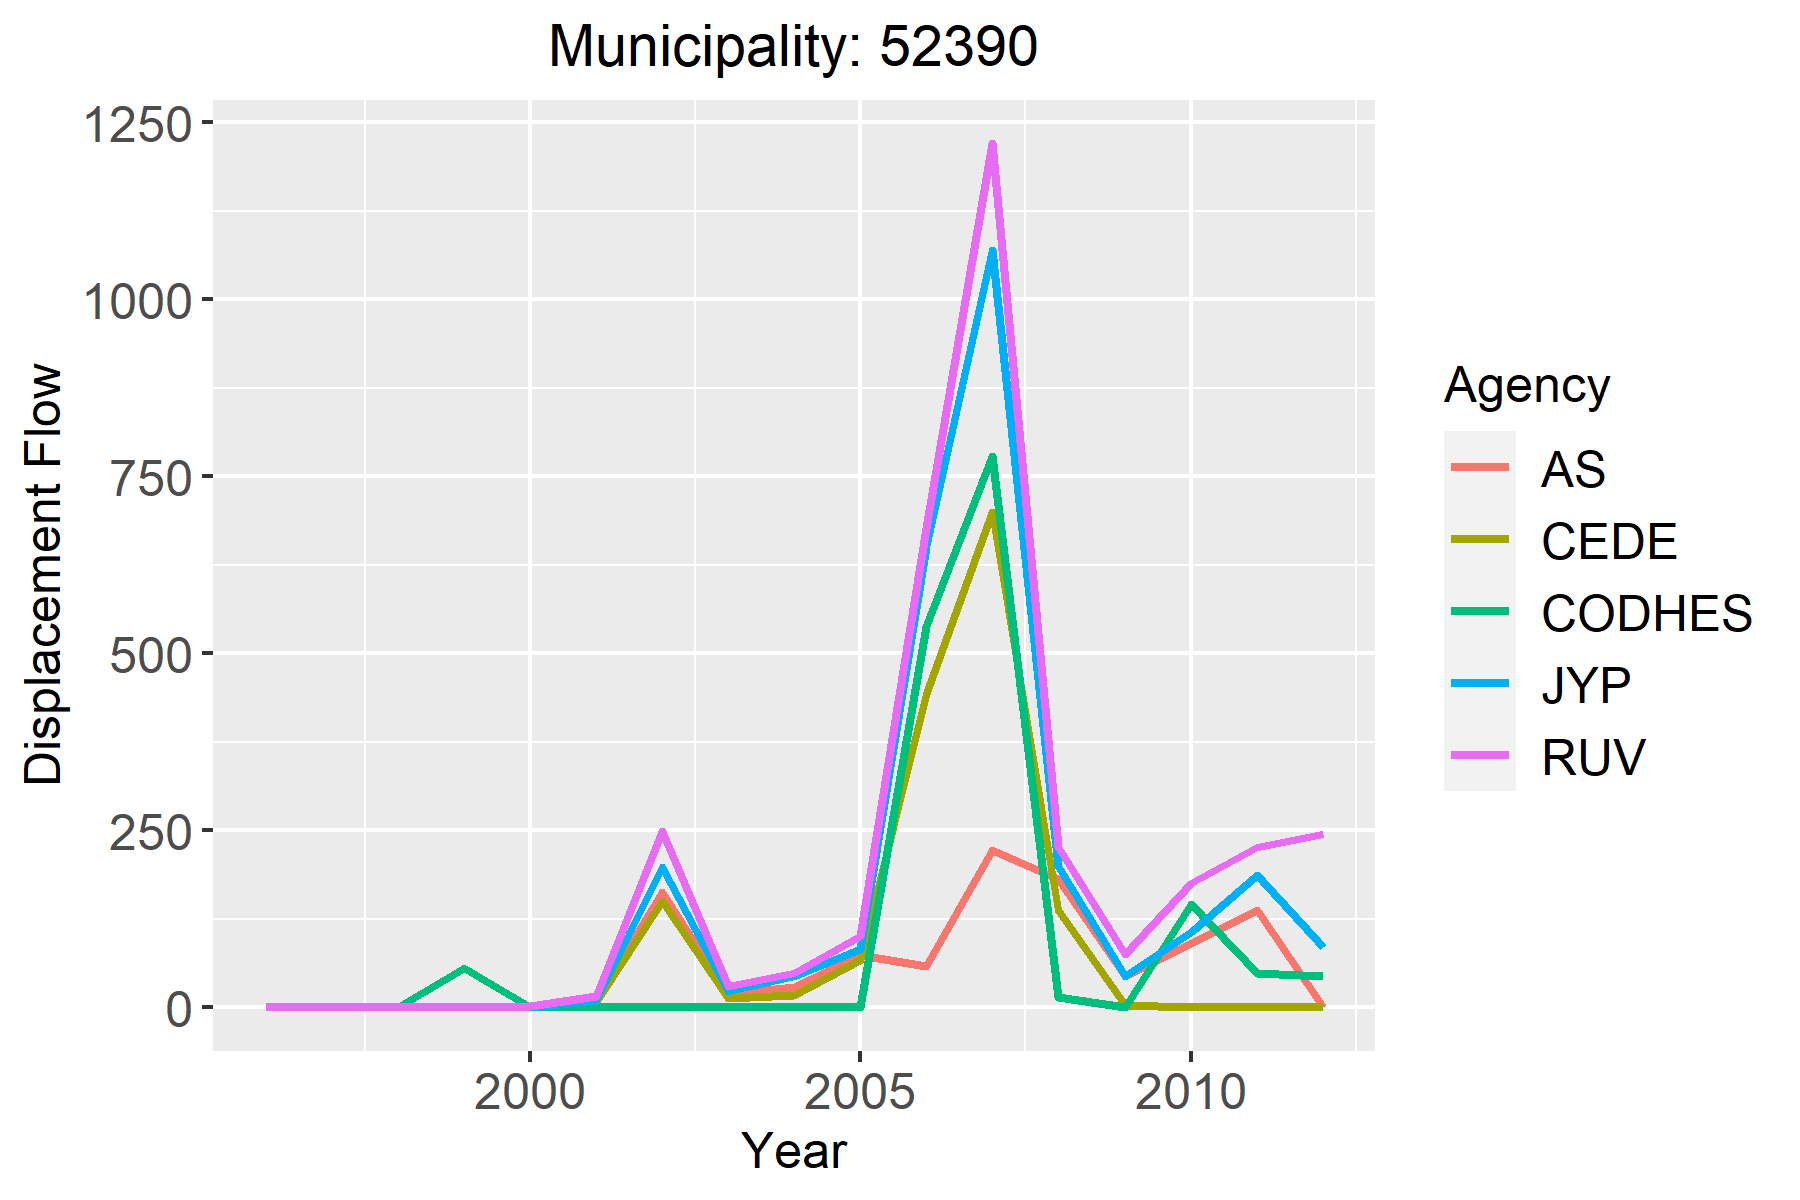 Municipality: 52390
1250
1000
750
500
250
0
Displacement Flow
2000 2005 2010
Year
Agency
AS
CEDE
CODHES
JYP
RUV